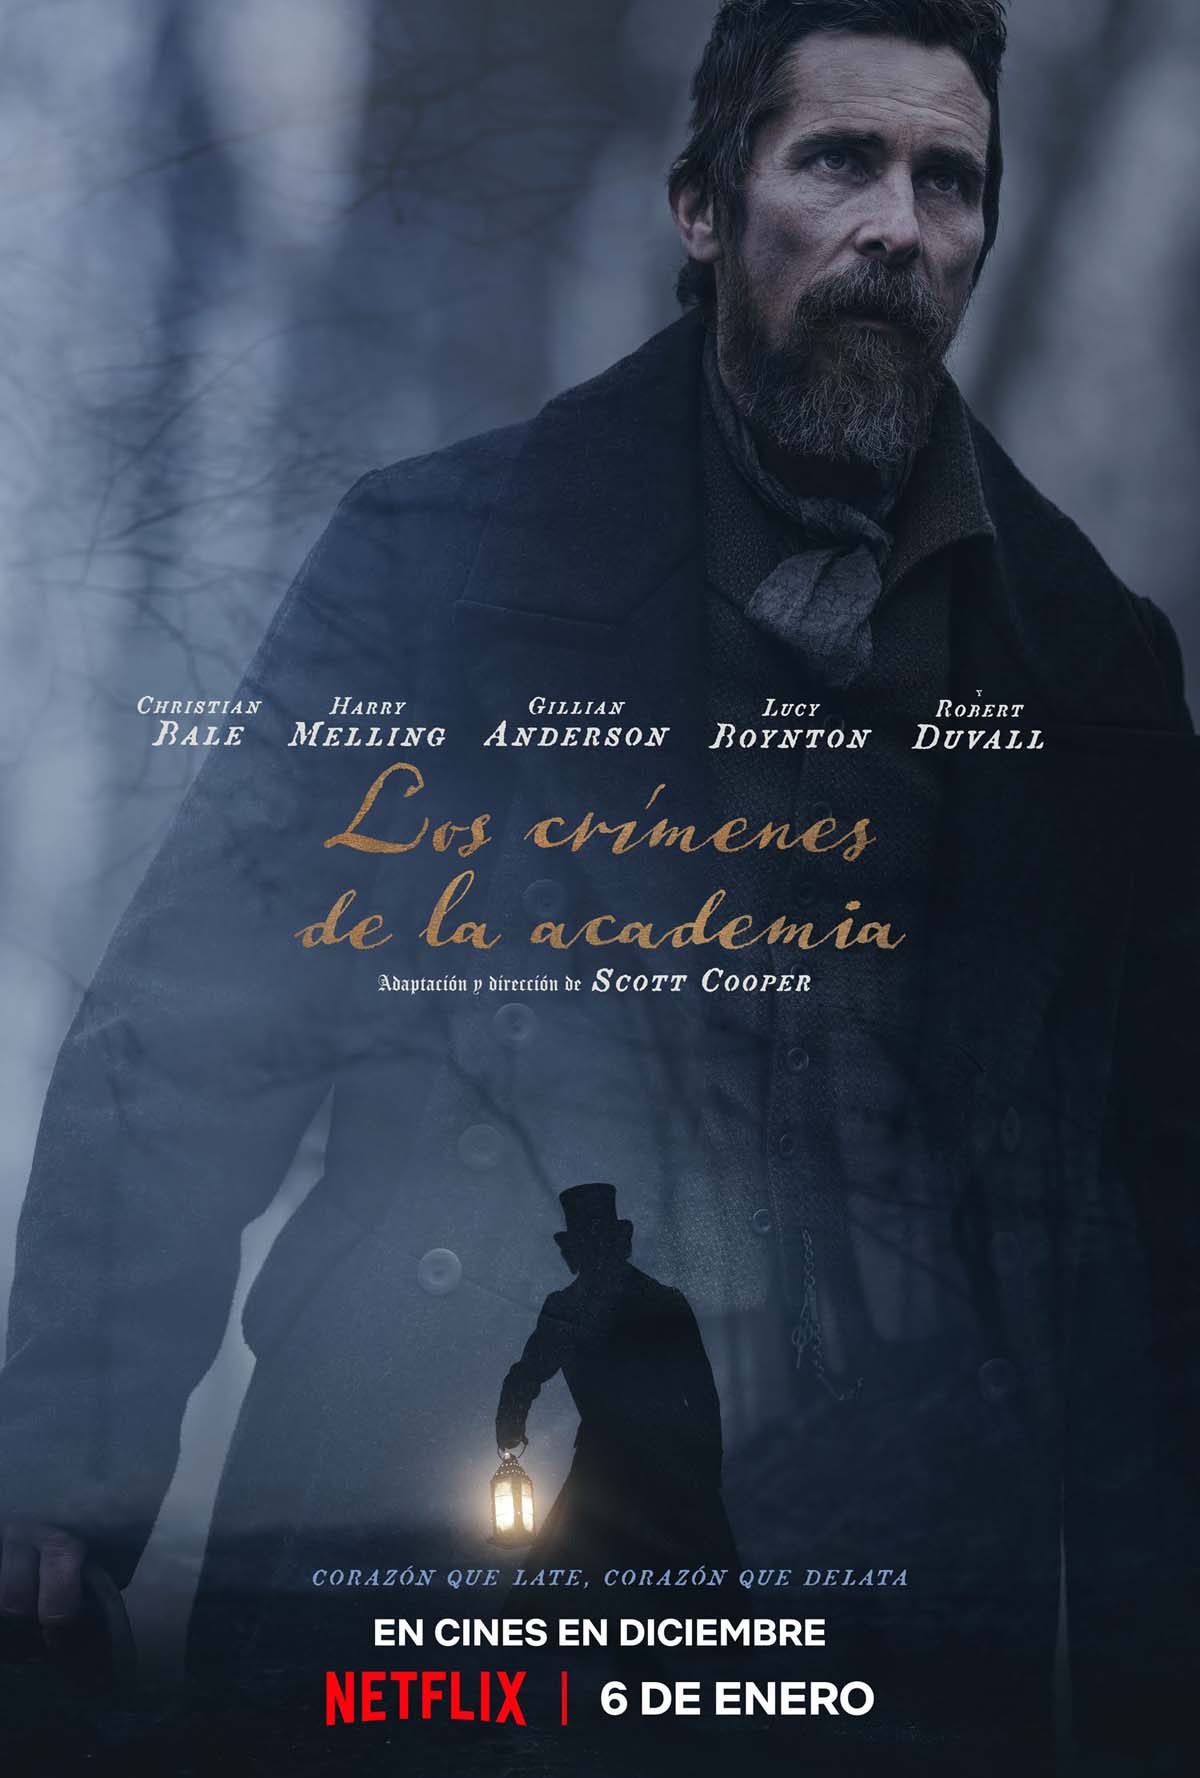 CHRISTIAN BALE
HARRY MELLING
GILLIAN ANDERSON
LUCY BOYNTON
Y ROBERT DUVALL
Los crímenes
de la academia
Adaptación y dirección de SCOTT COOPER
CORAZÓN QUE LATE, CORAZÓN QUE DELATA
EN CINES EN DICIEMBRE
NETFLIX | 6 DE ENERO